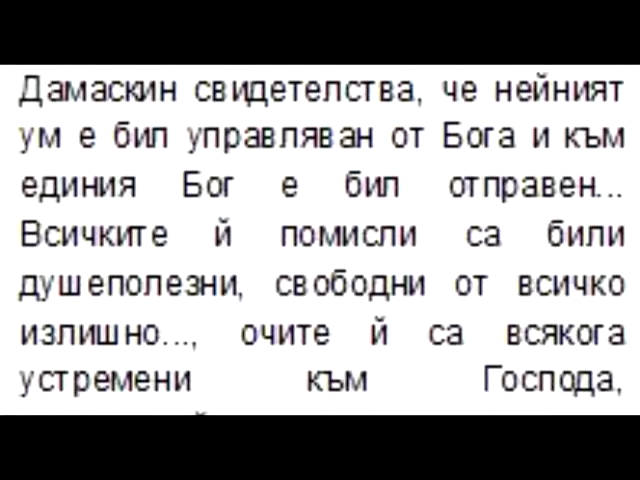 Дамаскин свидетелства, че нейният
ум е бил управляван от Бога и към
единия Бог е бил отправен...
Всичките й помисли са били
душеполезни, свободни от всичко
излишно..., очите й са всякога
устремени към Господа,